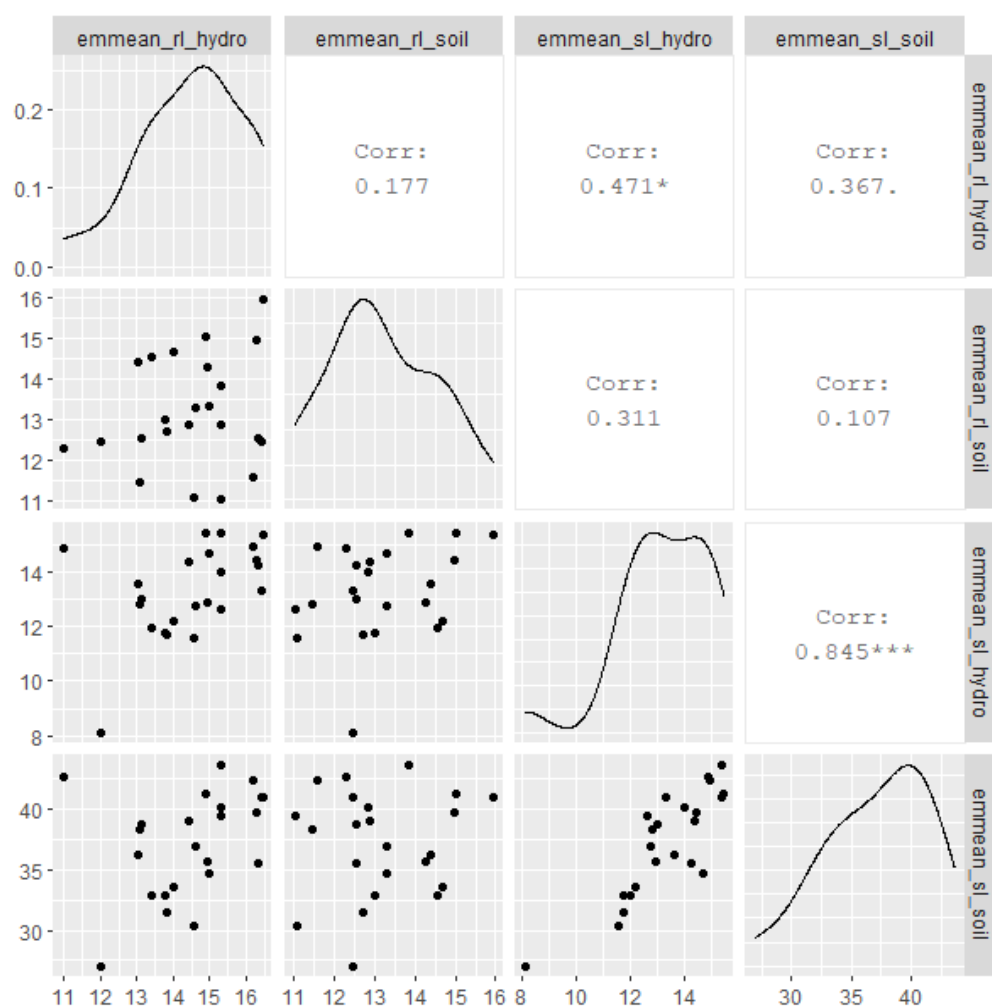 emmean_rl_hydro emmean_rl_soil emmean_sl_hydro emmean_sl_soil
0.2
0.1
0.0
Corr:
0.177
Corr:
0.471*
Corr:
0.367.
emmean_rl_hydro
16
15
14
13
12
11
Corr:
0.311
Corr:
0.107
emmean_rl_soil
14
12
10
8
Corr:
0.845***
emmean_sl_hydro
40
35
30
emmean_sl_soil
11 12 13 14 15 16 11 12 13 14 15 16 8 10 12 14 30 35 40